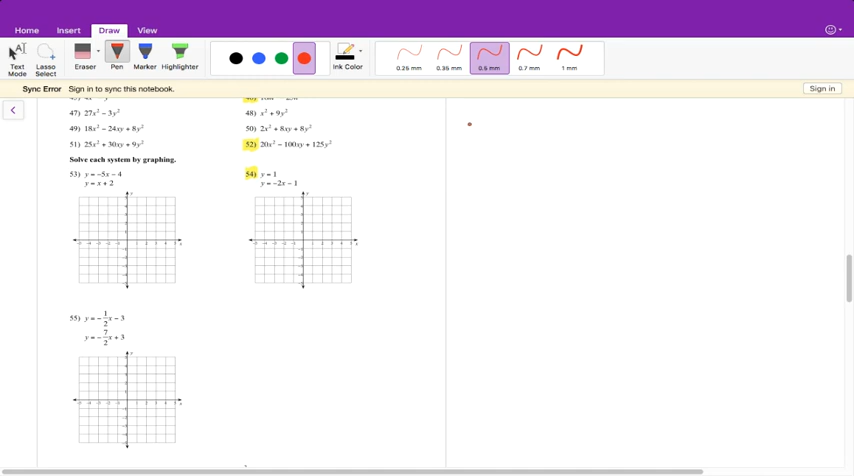 Home Insert Draw View
Text Mode
Lasso Select
Eraser
Pen
Marker
Highlighter
Ink Color
0.25 mm
0.35 mm
0.5 mm
0.7 mm
1 mm
Sync Error Sign in to sync this notebook. Sign in
47) 27x² − 3y² 48) x² + 9y²
49) 18x² − 24xy + 8y² 50) 2x² + 8xy + 8y²
51) 25x² + 30xy + 9y² 52) 20x² − 100xy + 125y²
Solve each system by graphing.
53) y = −5x − 4
y = x + 2
54) y = 1
y = −2x − 1
55) y = −1/2x − 3
y = −7/2x + 3